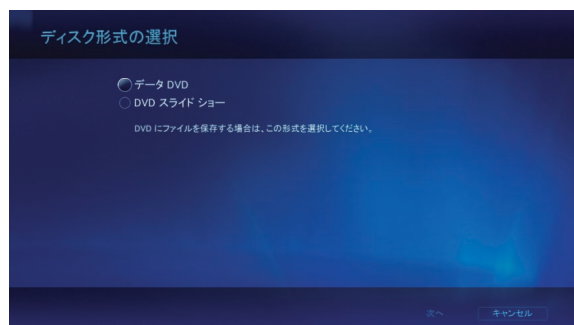 ディスク形式の選択
データ DVD
DVD スライド ショー
DVD にファイルを保存する場合は、この形式を選択してください。
次へ
キャンセル